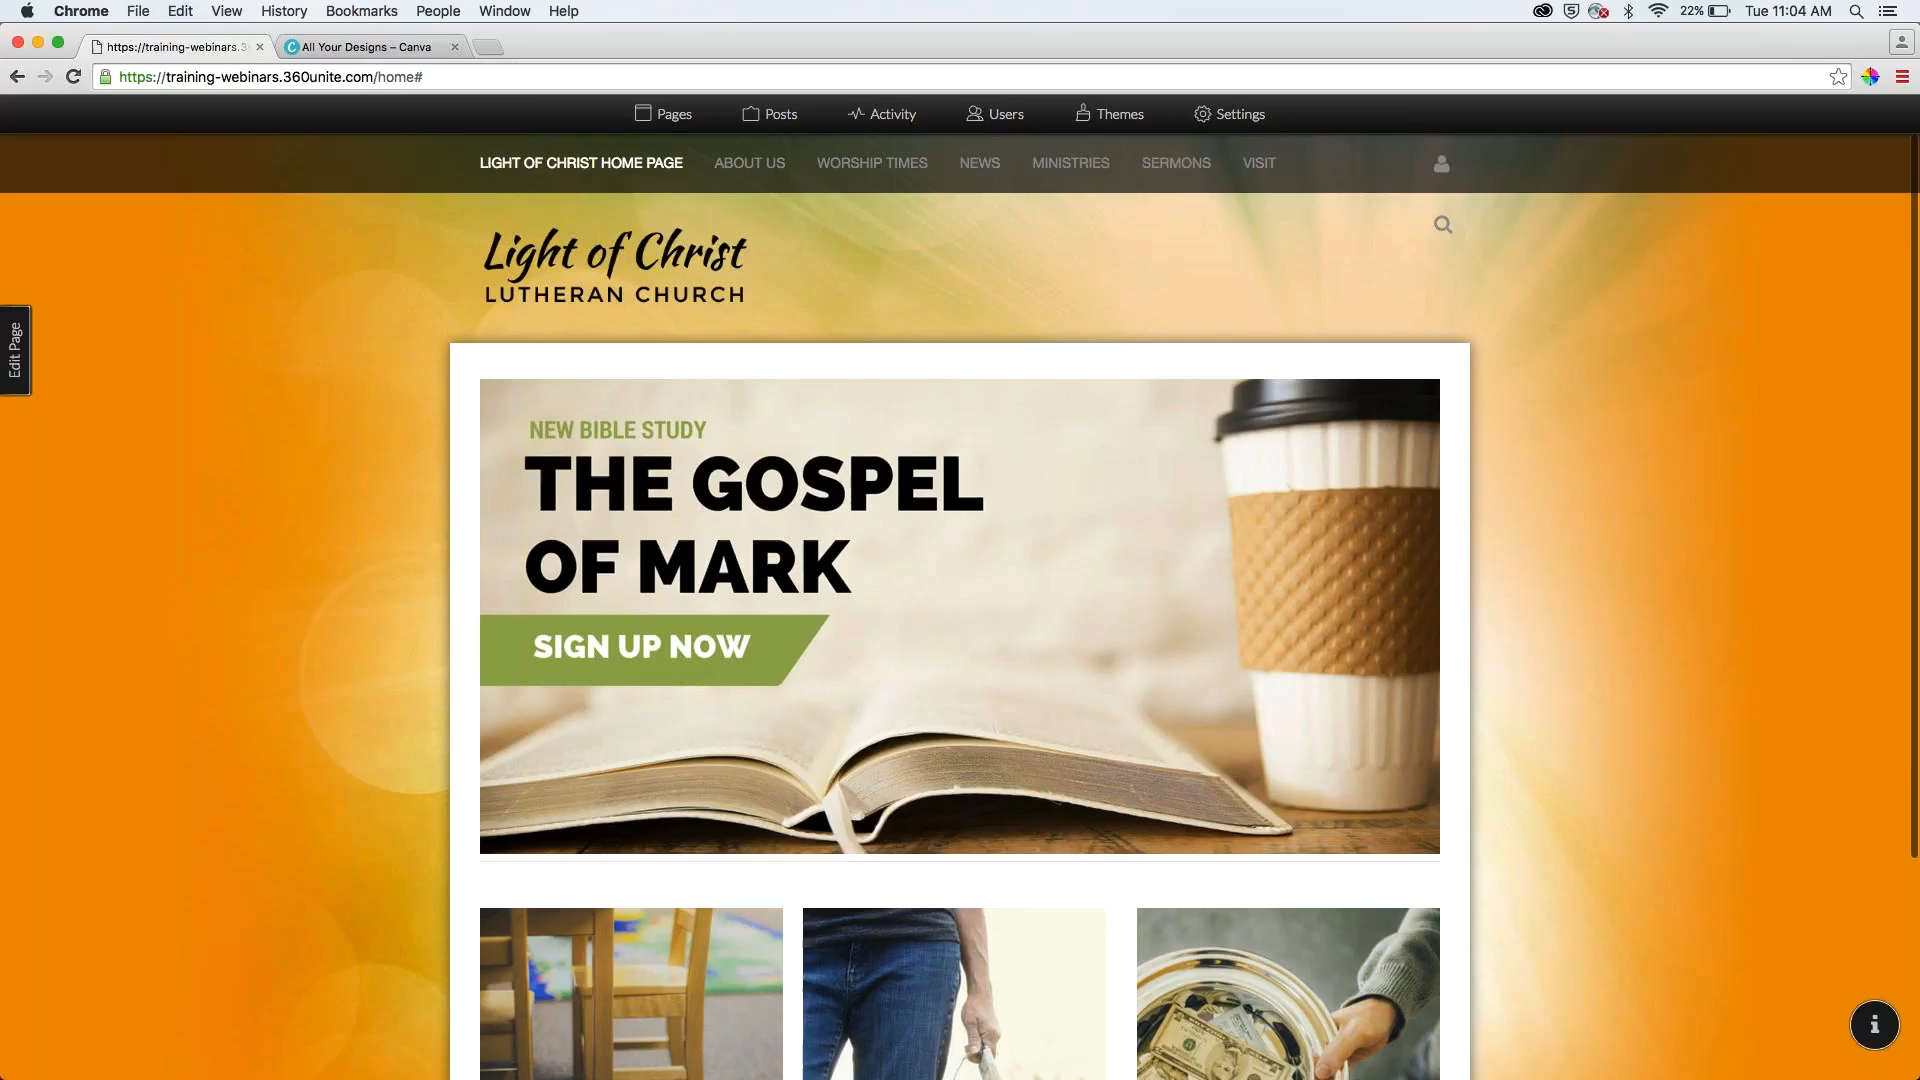 Chrome File Edit View History Bookmarks People Window Help 22% Tue 11:04 AM
https://training-webinars.3 All Your Designs – Canva
https://training-webinars.360unite.com/home#
Pages Posts Activity Users Themes Settings
LIGHT OF CHRIST HOME PAGE ABOUT US WORSHIP TIMES NEWS MINISTRIES SERMONS VISIT
Light of Christ
LUTHERAN CHURCH
Edit Page
NEW BIBLE STUDY
THE GOSPEL
OF MARK
SIGN UP NOW